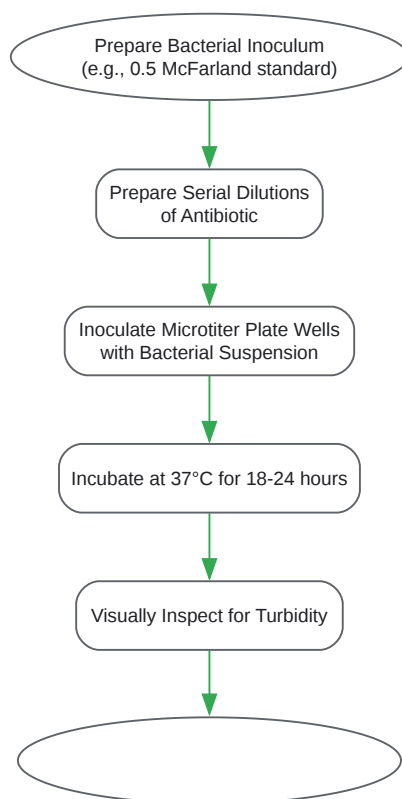 Prepare Bacterial Inoculum
(e.g., 0.5 McFarland standard)
Prepare Serial Dilutions
of Antibiotic
Inoculate Microtiter Plate Wells
with Bacterial Suspension
Incubate at 37°C for 18-24 hours
Visually Inspect for Turbidity